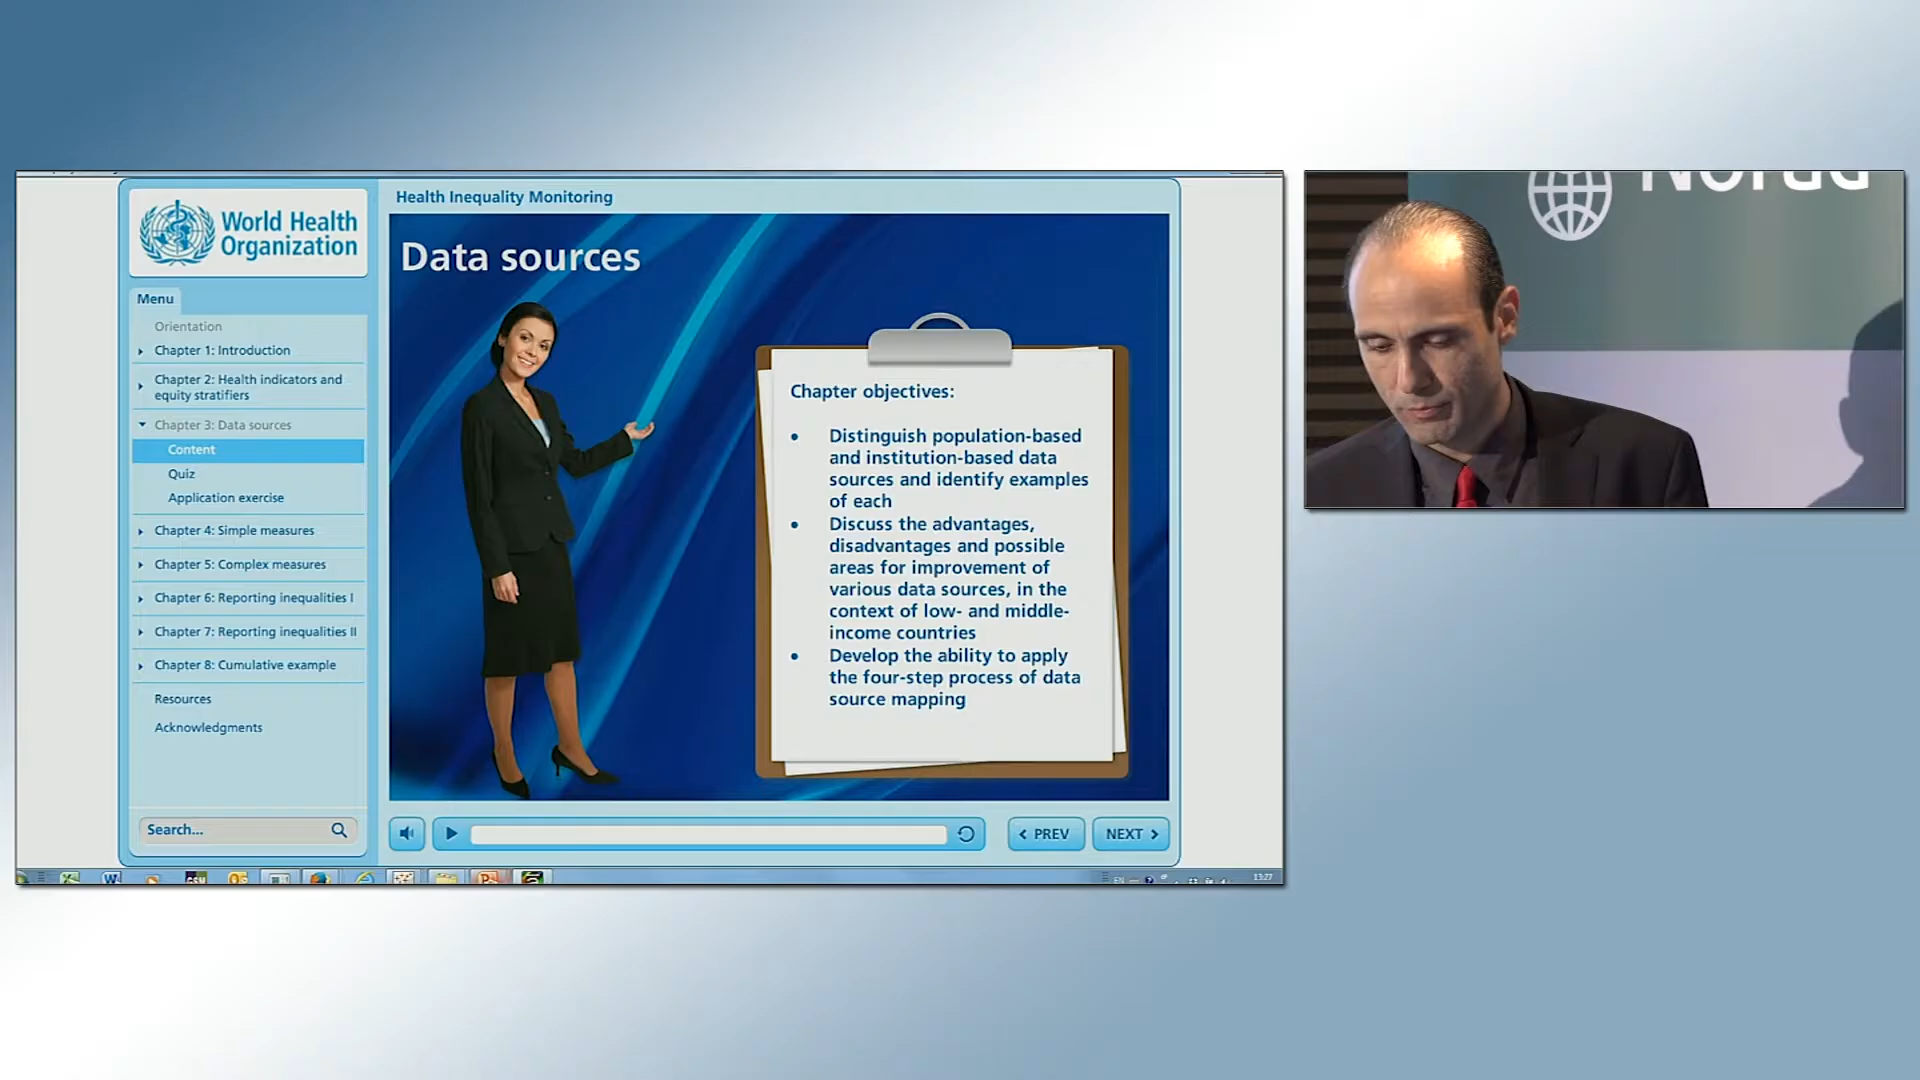 World Health
Organization
Menu
Orientation
Chapter 1: Introduction
Chapter 2: Health indicators and
equity stratifiers
Chapter 3: Data sources
Content
Quiz
Application exercise
Chapter 4: Simple measures
Chapter 5: Complex measures
Chapter 6: Reporting inequalities I
Chapter 7: Reporting inequalities II
Chapter 8: Cumulative example
Resources
Acknowledgments
Search...
Health Inequality Monitoring
Data sources
Chapter objectives:
• Distinguish population-based
and institution-based data
sources and identify examples
of each
• Discuss the advantages,
disadvantages and possible
areas for improvement of
various data sources, in the
context of low- and middle-
income countries
• Develop the ability to apply
the four-step process of data
source mapping
PREV
NEXT
EN
13:27